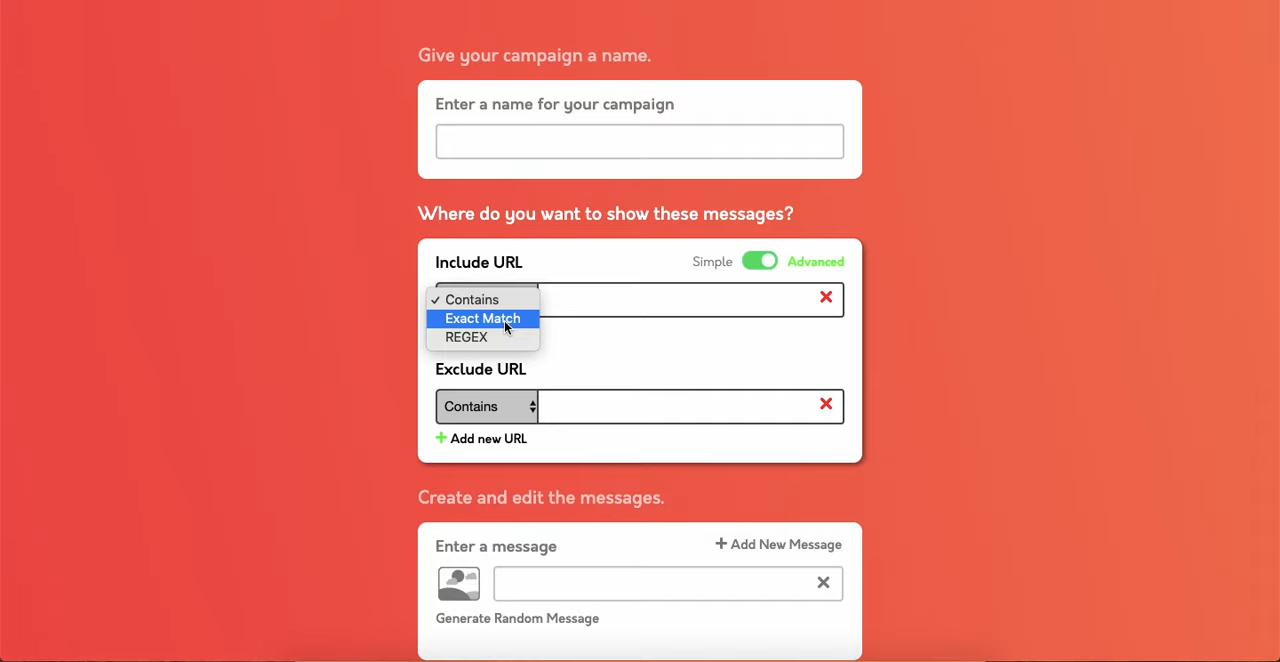 Give your campaign a name.
Enter a name for your campaign
Where do you want to show these messages?
Include URL
Simple Advanced
✓ Contains
Exact Match
REGEX
Exclude URL
Contains
+ Add new URL
Create and edit the messages.
Enter a message
+ Add New Message
Generate Random Message